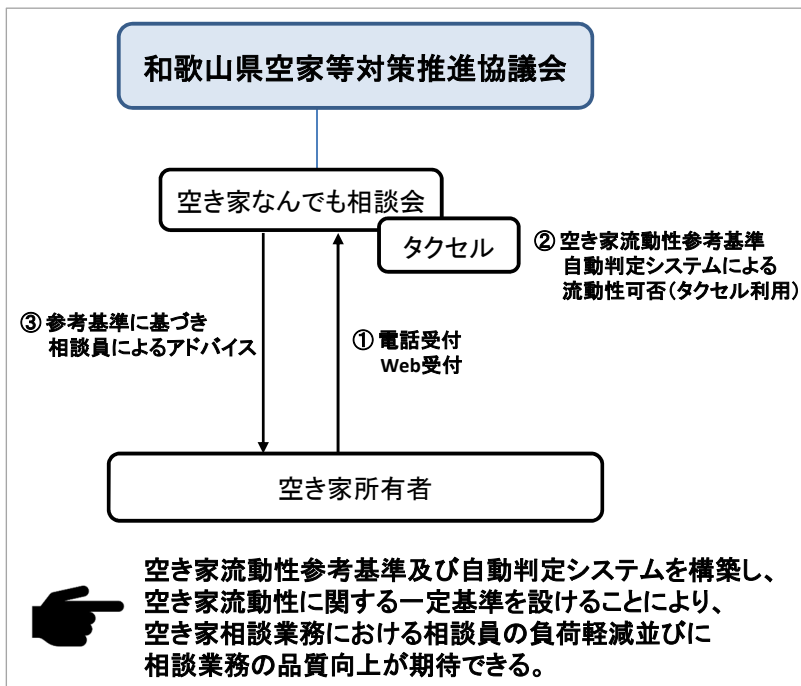 和歌山県空家等対策推進協議会
空き家なんでも相談会
タクセル
② 空き家流動性参考基準
自動判定システムによる
流動性可否(タクセル利用)
③ 参考基準に基づき
相談員によるアドバイス
① 電話受付
Web受付
空き家所有者
空き家流動性参考基準及び自動判定システムを構築し、
空き家流動性に関する一定基準を設けることにより、
空き家相談業務における相談員の負荷軽減並びに
相談業務の品質向上が期待できる。